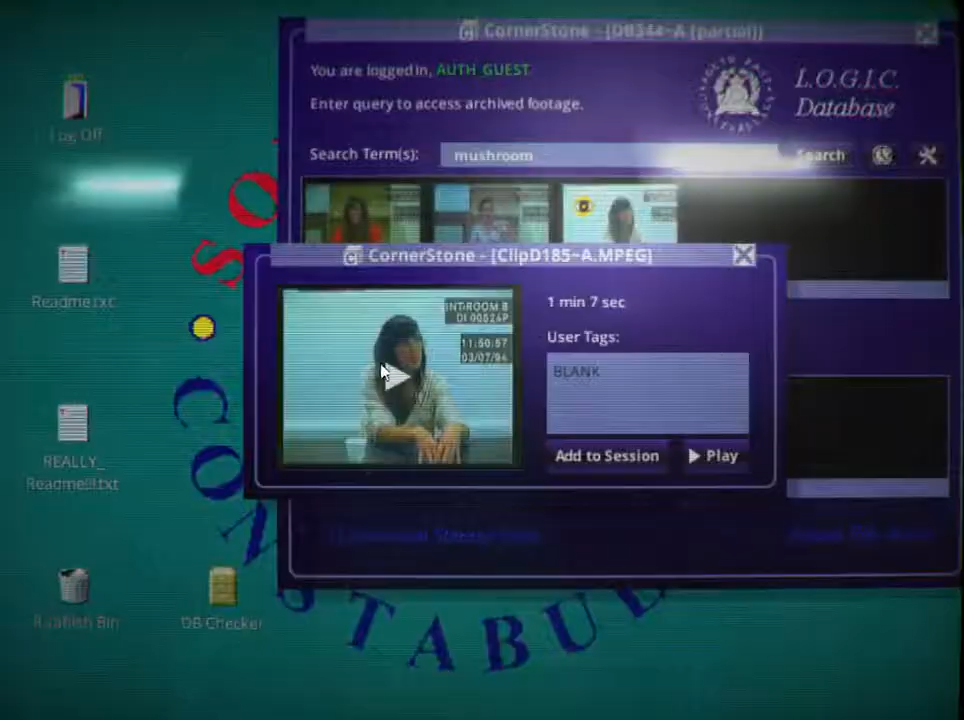 CornerStone - [DB344~A (partial)]
You are logged in, AUTH_GUEST
Enter query to access archived footage.
L.O.G.I.C.
Database
Search Term(s):
mushroom
Search
CornerStone - [ClipD185~A.MPEG]
INT-ROOM B
DI 00524P
11:50:57
03/07/94
1 min 7 sec
User Tags:
BLANK
Add to Session
Play
Log Off
Readme.txt
REALLY_
Readme!!!.txt
Rubbish Bin
DB Checker